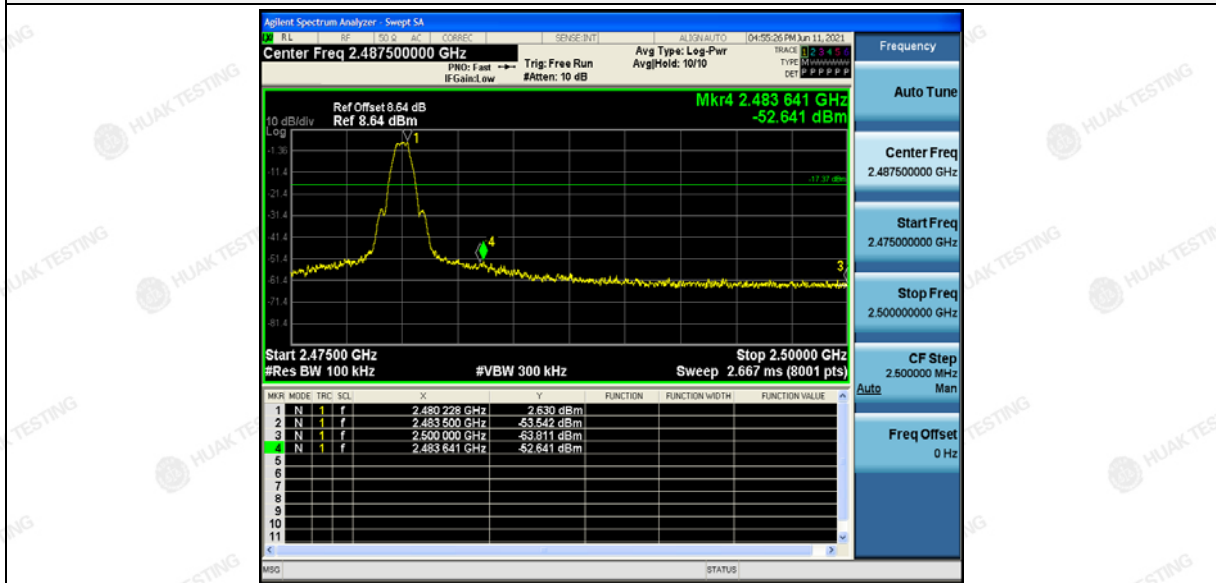 Agilent Spectrum Analyzer - Swept SA
RL RF 50 Ω AC CORREC SENSE:INT ALIGNAUTO 04:55:26 PM Jun 11, 2021
Center Freq 2.487500000 GHz
PNO: Fast
IFGain:Low
Trig: Free Run
#Atten: 10 dB
Avg Type: Log-Pwr
Avg|Hold: 10/10
TRACE 1 2 3 4 5 6
TYPE M
DET P P P P P P
Ref Offset 8.64 dB
10 dB/div Ref 8.64 dBm
Log
Mkr4 2.483 641 GHz
-52.641 dBm
1
-1.36
-11.4
-17.37 dBm
-21.4
-31.4
-41.4
4
-51.4
3
-61.4
-71.4
-81.4
Start 2.47500 GHz Stop 2.50000 GHz
#Res BW 100 kHz #VBW 300 kHz Sweep 2.667 ms (8001 pts)
MKR MODE TRC SCL X Y FUNCTION FUNCTION WIDTH FUNCTION VALUE
1 N 1 f 2.480 228 GHz 2.630 dBm
2 N 1 f 2.483 500 GHz -53.542 dBm
3 N 1 f 2.500 000 GHz -63.811 dBm
4 N 1 f 2.483 641 GHz -52.641 dBm
5
6
7
8
9
10
11
MSG STATUS
Frequency
Auto Tune
Center Freq
2.487500000 GHz
Start Freq
2.475000000 GHz
Stop Freq
2.500000000 GHz
CF Step
2.500000 MHz
Auto Man
Freq Offset
0 Hz
HUAK TESTING
HUAK TESTING
HUAK TESTING
HUAK TESTING